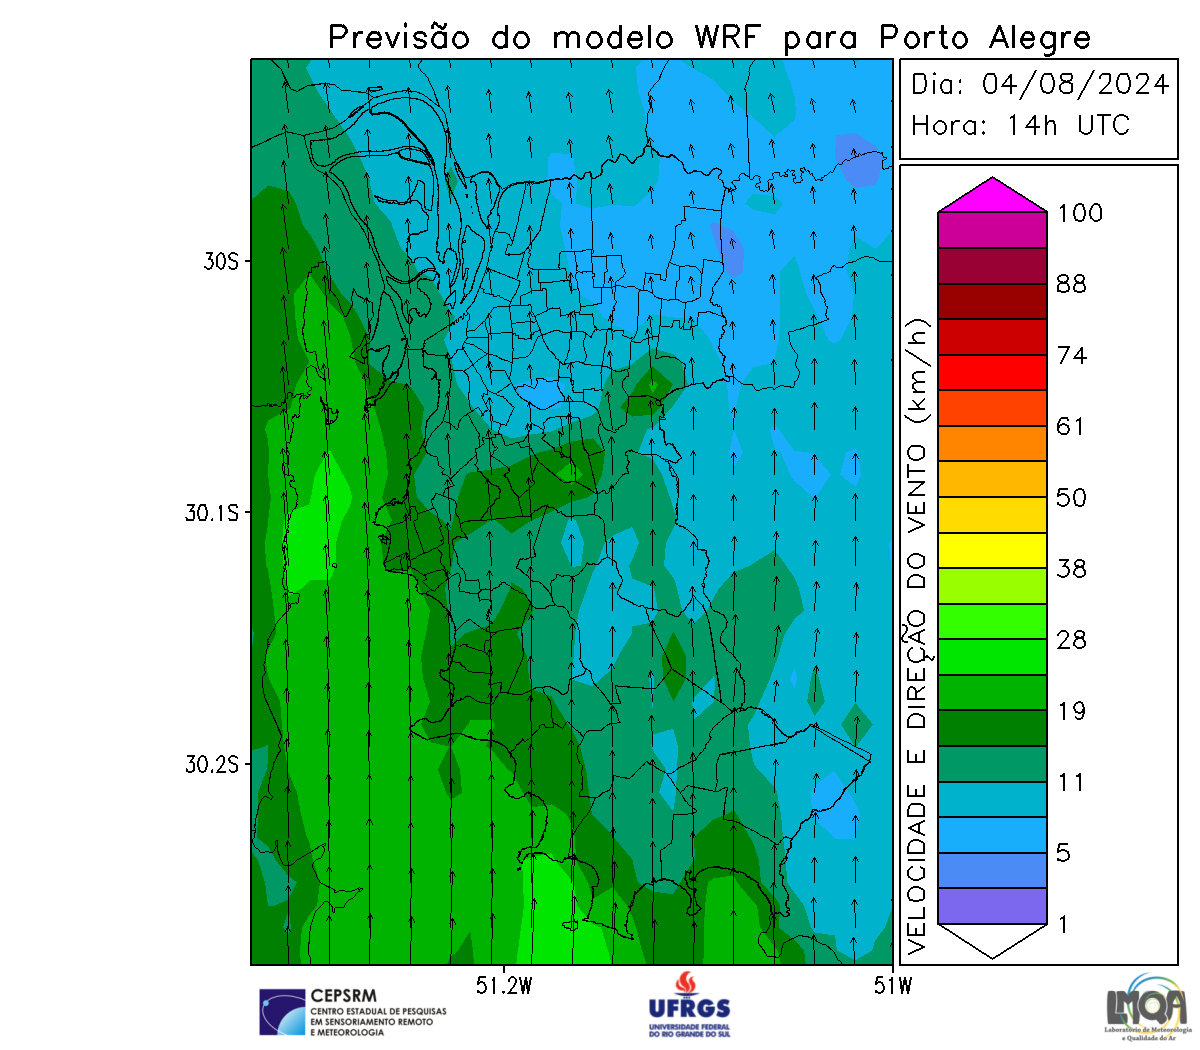 Previsão do modelo WRF para Porto Alegre
Dia: 04/08/2024
Hora: 14h UTC
30S
30.1S
30.2S
51.2W
51W
VELOCIDADE E DIREÇÃO DO VENTO (km/h)
100
88
74
61
50
38
28
19
11
5
1
CEPSRM
CENTRO ESTADUAL DE PESQUISAS
EM SENSORIAMENTO REMOTO
E METEOROLOGIA
UFRGS
UNIVERSIDADE FEDERAL
DO RIO GRANDE DO SUL
LMQA
Laboratório de Meteorologia
e Qualidade do Ar